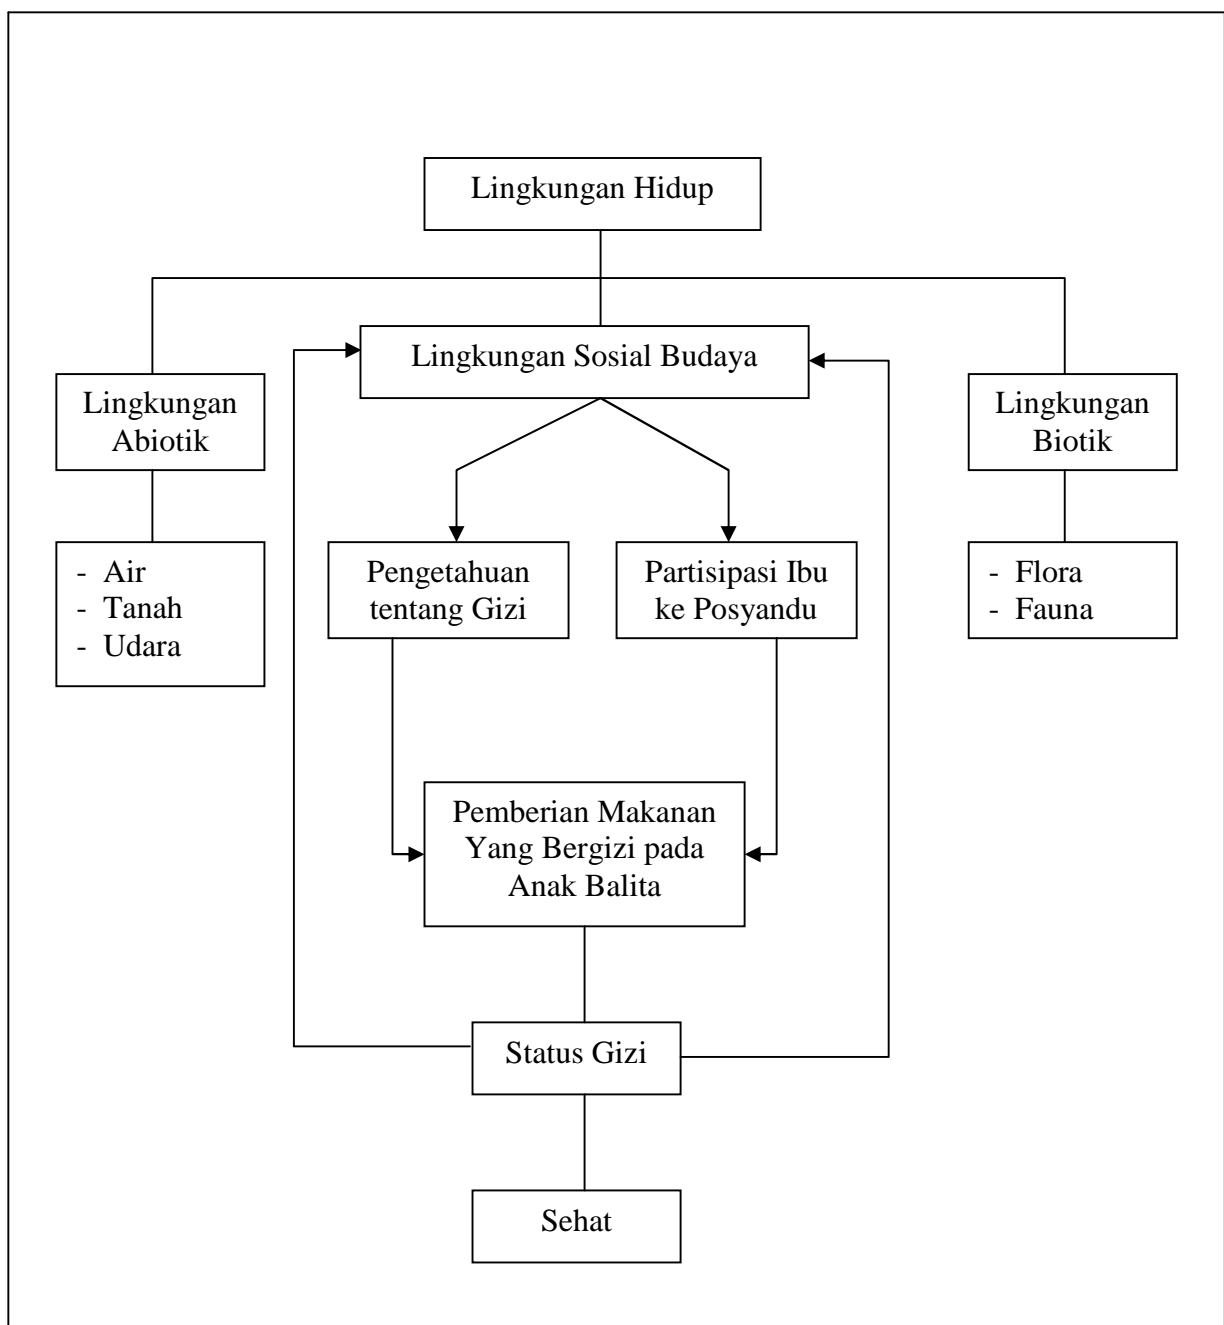 Lingkungan Hidup
Lingkungan Sosial Budaya
Lingkungan
Abiotik
Lingkungan
Biotik
- Air
- Tanah
- Udara
Pengetahuan
tentang Gizi
Partisipasi Ibu
ke Posyandu
- Flora
- Fauna
Pemberian Makanan
Yang Bergizi pada
Anak Balita
Status Gizi
Sehat